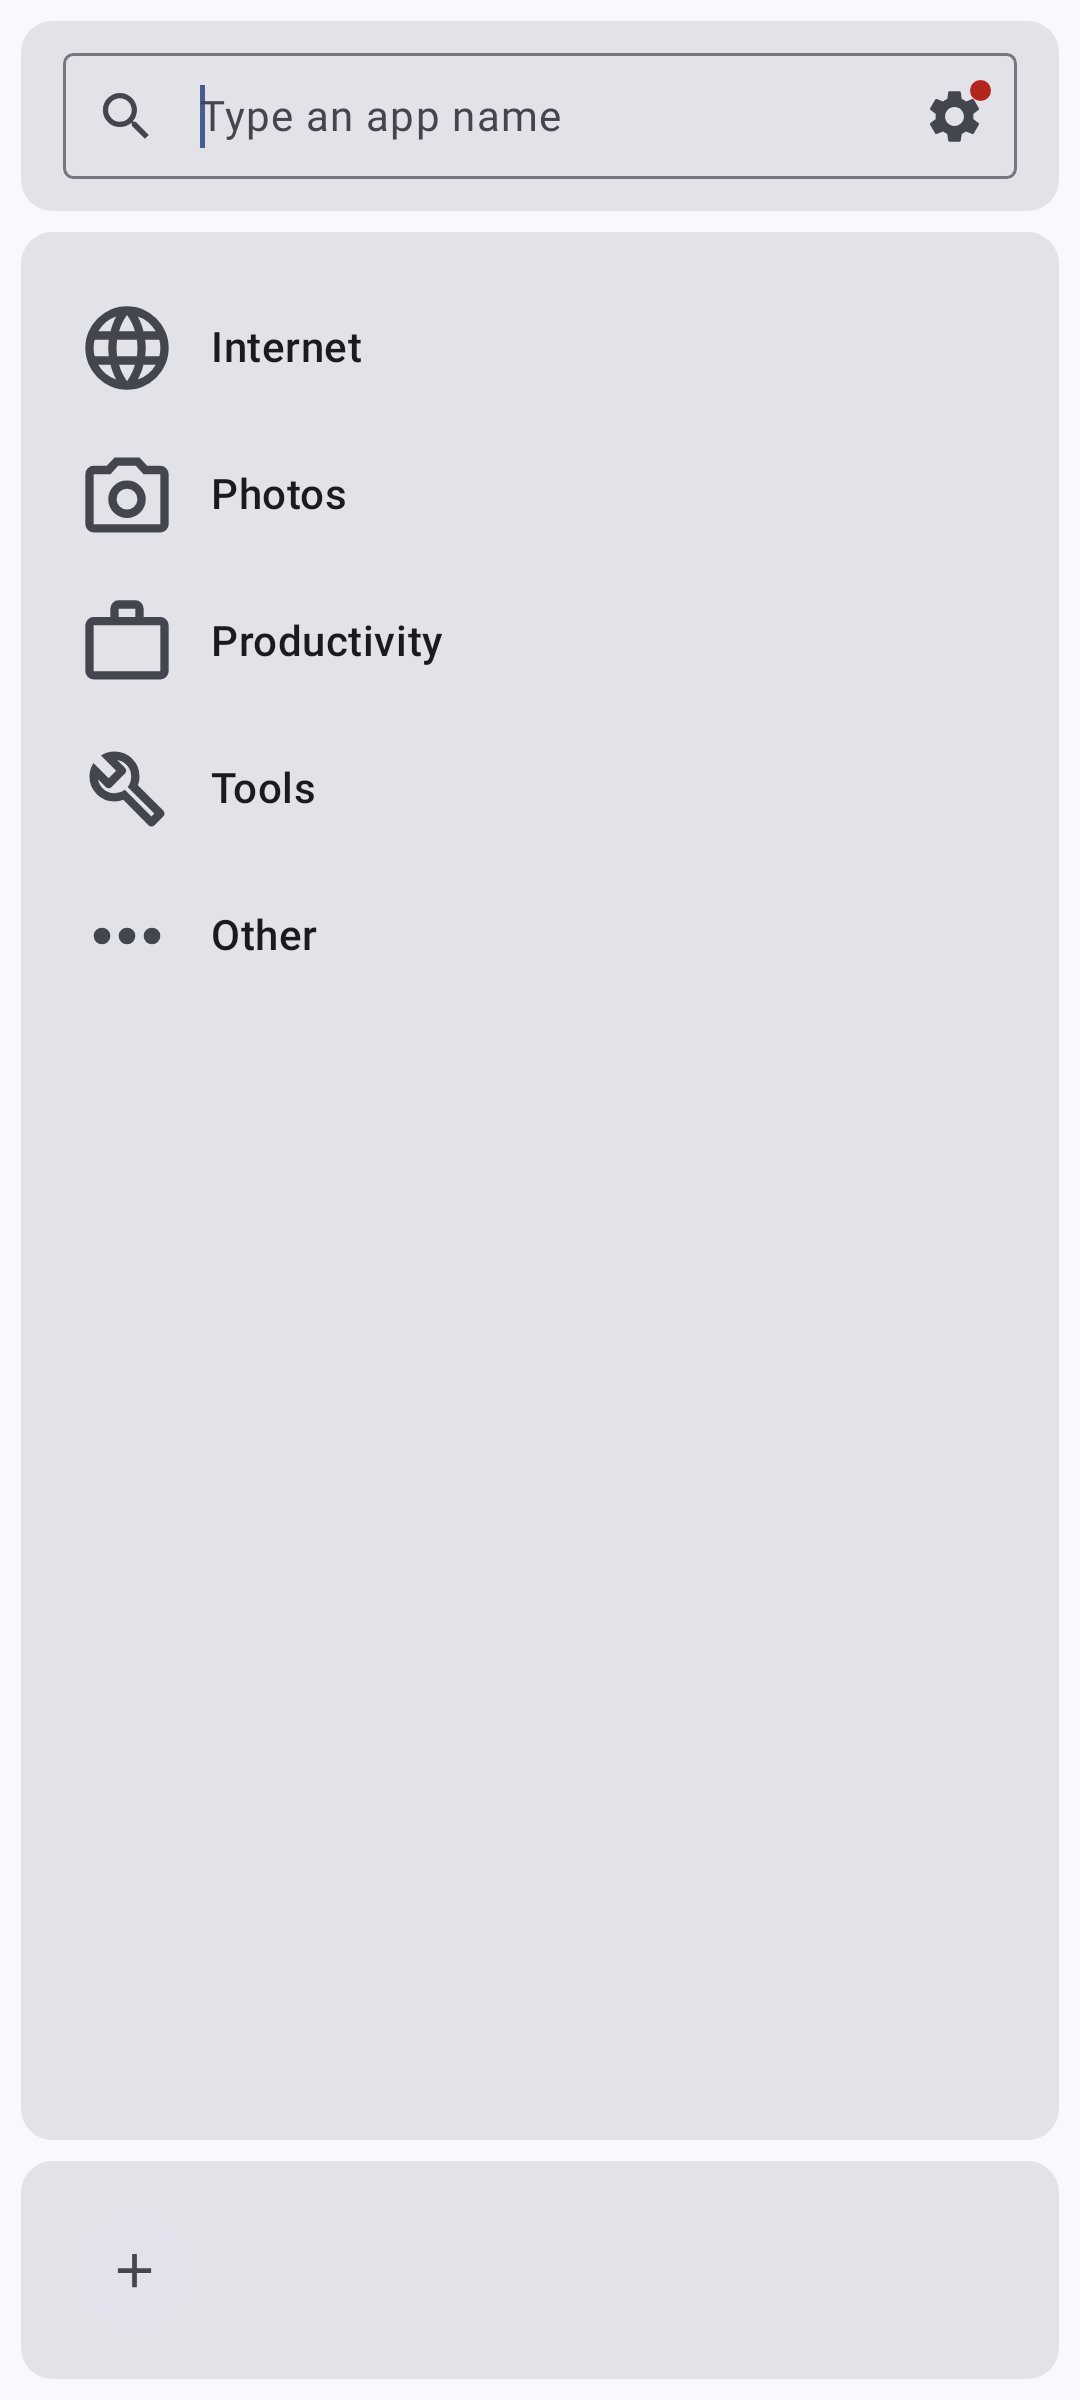 Type an app name
Internet
Photos
Productivity
Tools
Other